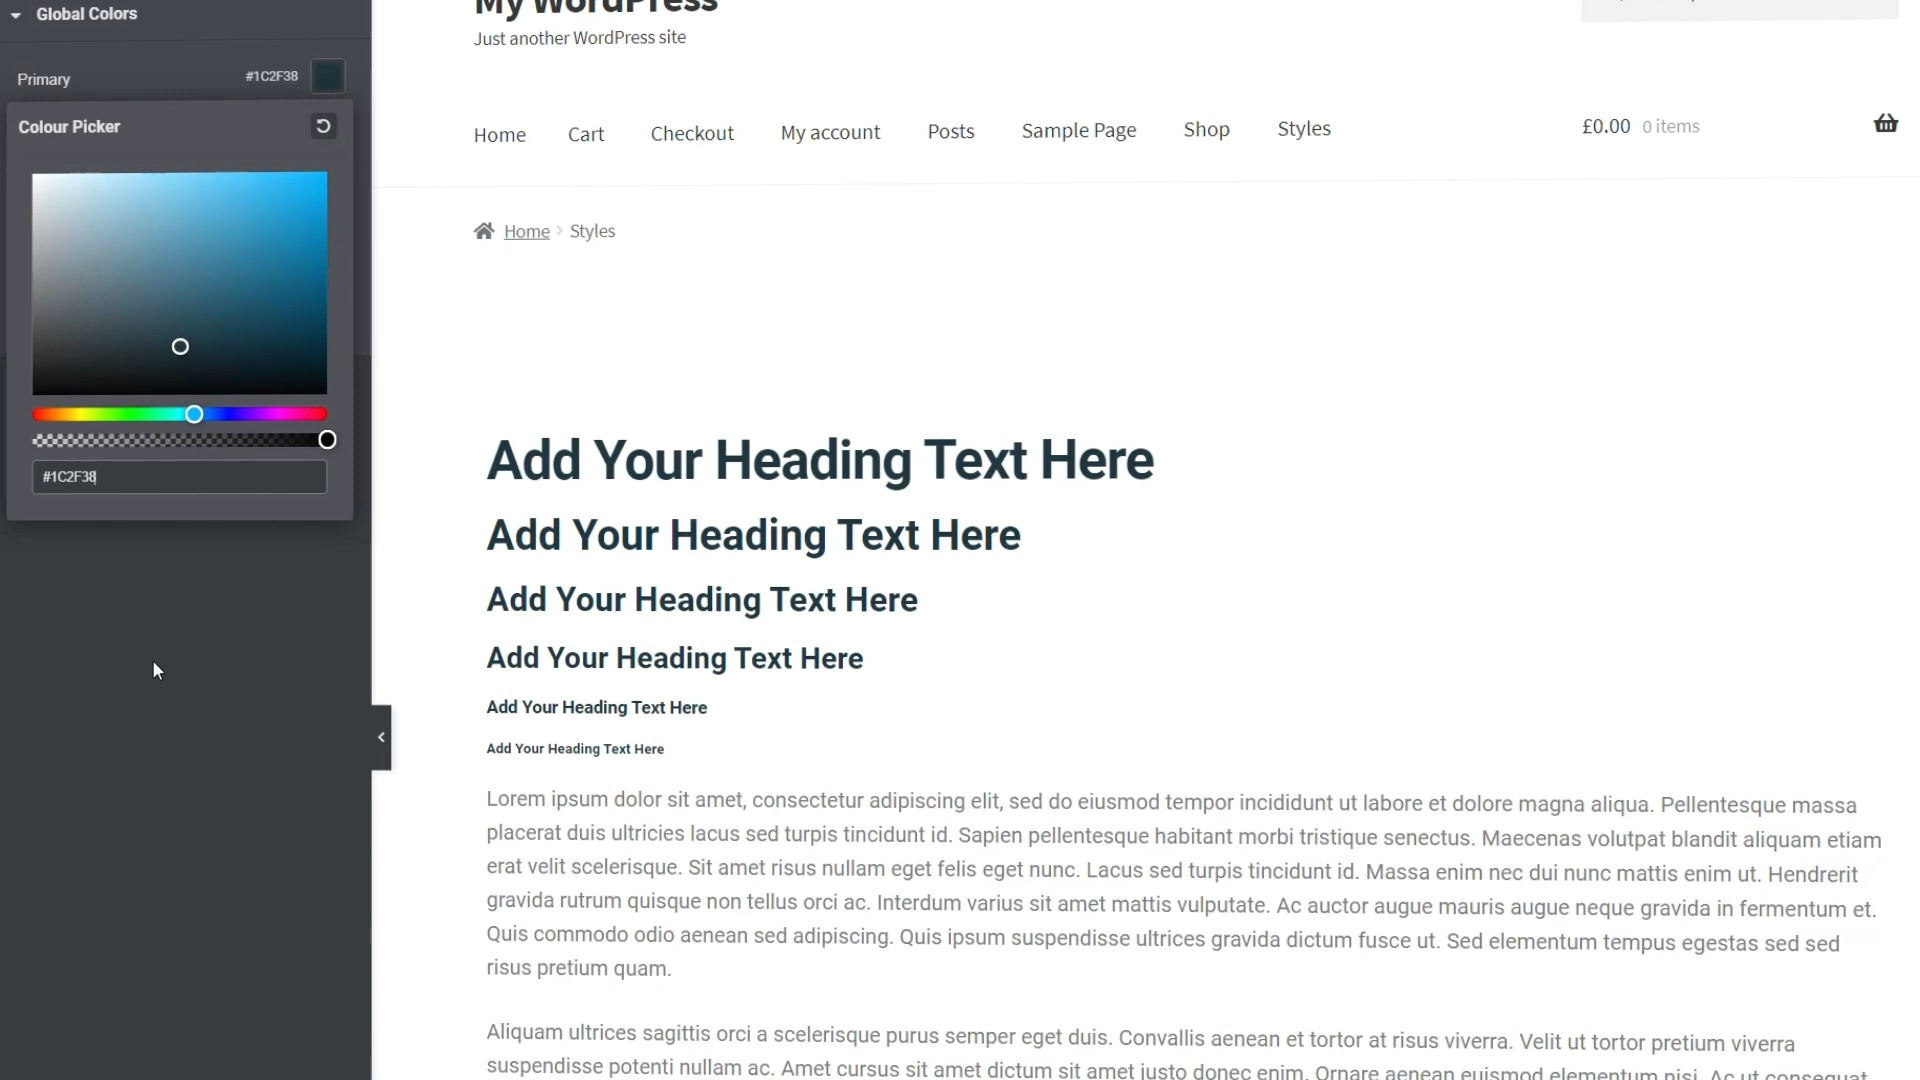 Global Colors
Primary #1C2F38
Colour Picker
#1C2F38
My WordPress
Just another WordPress site
Home Cart Checkout My account Posts Sample Page Shop Styles £0.00 0 items
Home > Styles
Add Your Heading Text Here
Add Your Heading Text Here
Add Your Heading Text Here
Add Your Heading Text Here
Add Your Heading Text Here
Add Your Heading Text Here
Lorem ipsum dolor sit amet, consectetur adipiscing elit, sed do eiusmod tempor incididunt ut labore et dolore magna aliqua. Pellentesque massa
placerat duis ultricies lacus sed turpis tincidunt id. Sapien pellentesque habitant morbi tristique senectus. Maecenas volutpat blandit aliquam etiam
erat velit scelerisque. Sit amet risus nullam eget felis eget nunc. Lacus sed turpis tincidunt id. Massa enim nec dui nunc mattis enim ut. Hendrerit
gravida rutrum quisque non tellus orci ac. Interdum varius sit amet mattis vulputate. Ac auctor augue mauris augue neque gravida in fermentum et.
Quis commodo odio aenean sed adipiscing. Quis ipsum suspendisse ultrices gravida dictum fusce ut. Sed elementum tempus egestas sed sed
risus pretium quam.
Aliquam ultrices sagittis orci a scelerisque purus semper eget duis. Convallis aenean et tortor at risus viverra. Velit ut tortor pretium viverra
suspendisse potenti nullam ac. Amet cursus sit amet dictum sit amet justo donec enim. Ornare aenean euismod elementum nisi. Ac ut consequat